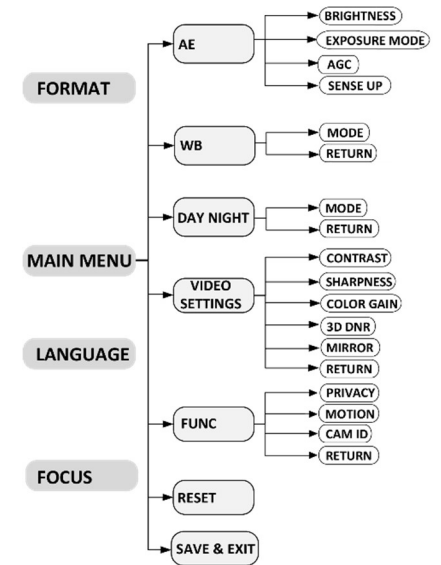 FORMAT
MAIN MENU
LANGUAGE
FOCUS
AE
BRIGHTNESS
EXPOSURE MODE
AGC
SENSE UP
WB
MODE
RETURN
DAY NIGHT
MODE
RETURN
VIDEO
SETTINGS
CONTRAST
SHARPNESS
COLOR GAIN
3D DNR
MIRROR
RETURN
FUNC
PRIVACY
MOTION
CAM ID
RETURN
RESET
SAVE & EXIT